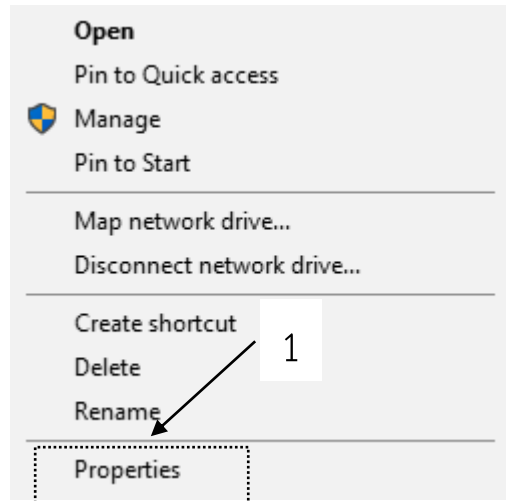 Open
Pin to Quick access
Manage
Pin to Start
Map network drive...
Disconnect network drive...
Create shortcut
1
Delete
Rename
Properties